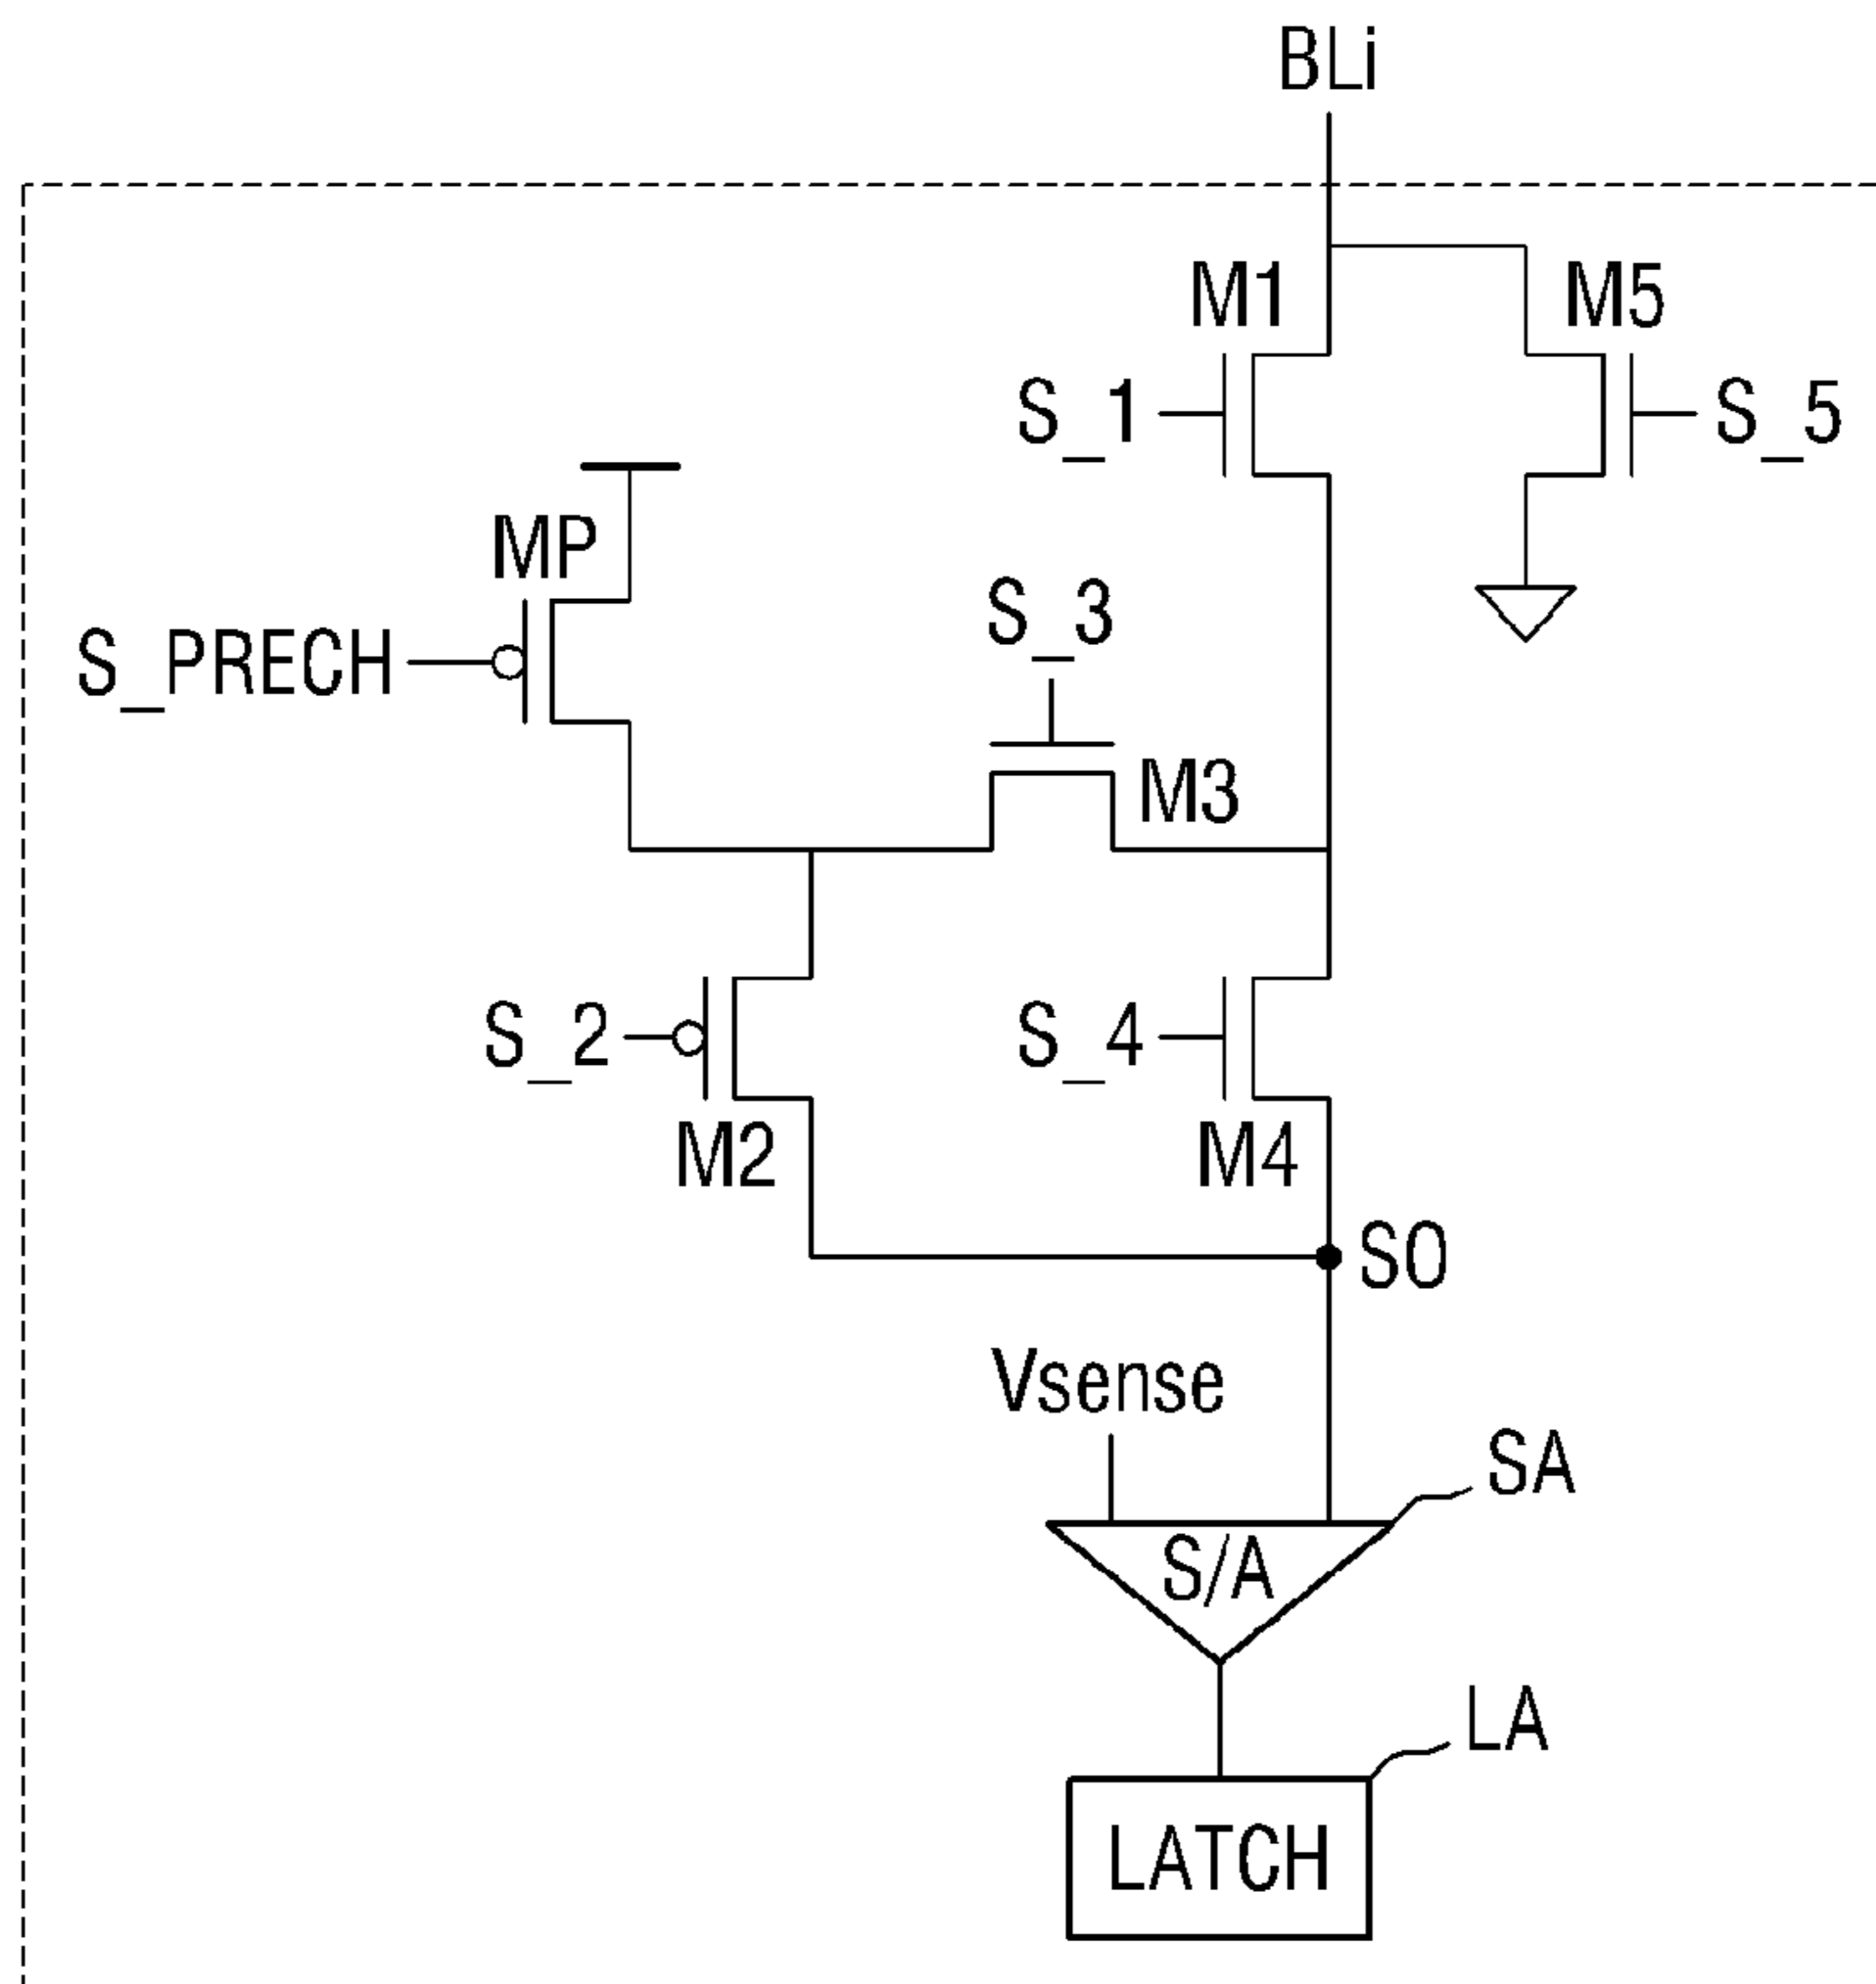 BLi
M1
M5
S_1
S_5
MP
S_3
S_PRECH
M3
S_2
S_4
M2
M4
SO
Vsense
SA
S/A
LA
LATCH